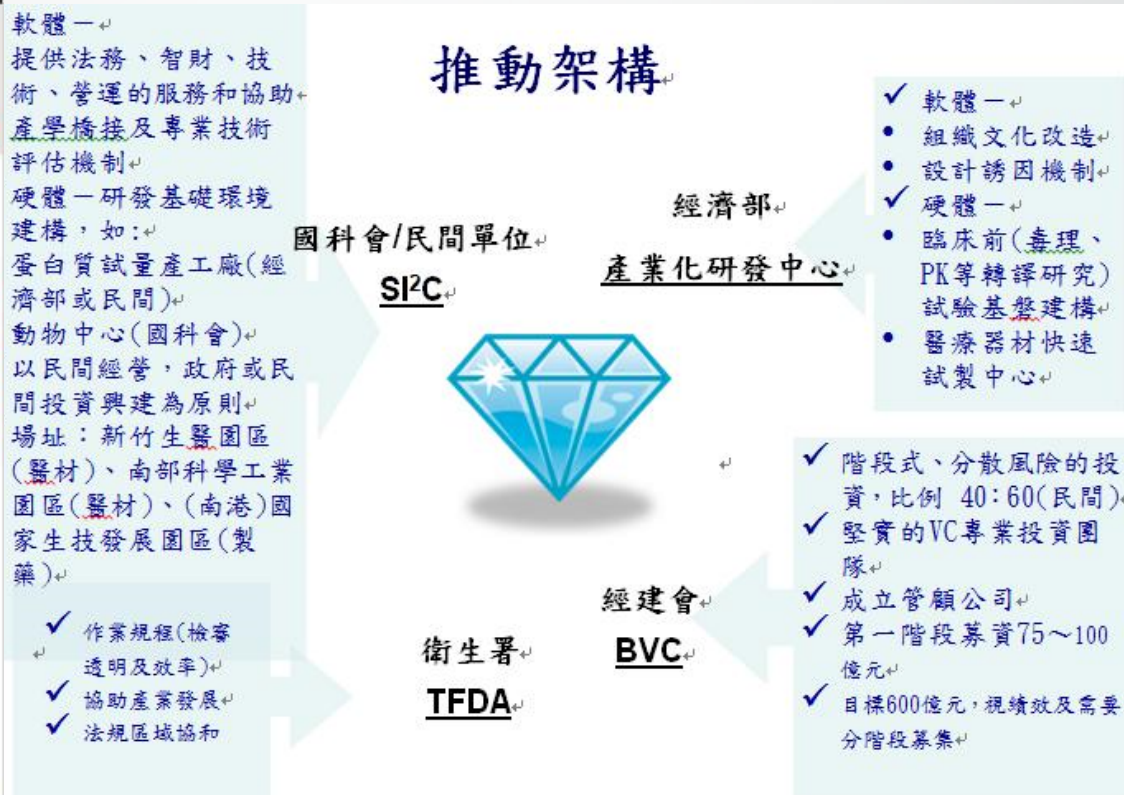 推動架構
軟體－
提供法務、智財、技
術、營運的服務和協助
產學橋接及專業技術
評估機制
硬體－研發基礎環境
建構，如:
蛋白質試量產工廠(經
濟部或民間)
動物中心(國科會)
以民間經營，政府或民
間投資興建為原則
場址：新竹生醫園區
(醫材)、南部科學工業
園區(醫材)、(南港)國
家生技發展園區(製
藥)
國科會/民間單位
SI²C
經濟部
產業化研發中心
✓ 軟體－
• 組織文化改造
• 設計誘因機制
✓ 硬體－
• 臨床前(毒理、
PK等轉譯研究)
試驗基盤建構
• 醫療器材快速
試製中心
✓ 作業規程(檢審
透明及效率)
✓ 協助產業發展
✓ 法規區域協和
衛生署
TFDA
經建會
BVC
✓ 階段式、分散風險的投
資，比例 40：60(民間)
✓ 堅實的VC專業投資團
隊
✓ 成立管顧公司
✓ 第一階段募資75～100
億元
✓ 目標600億元，視績效及需要
分階段募集